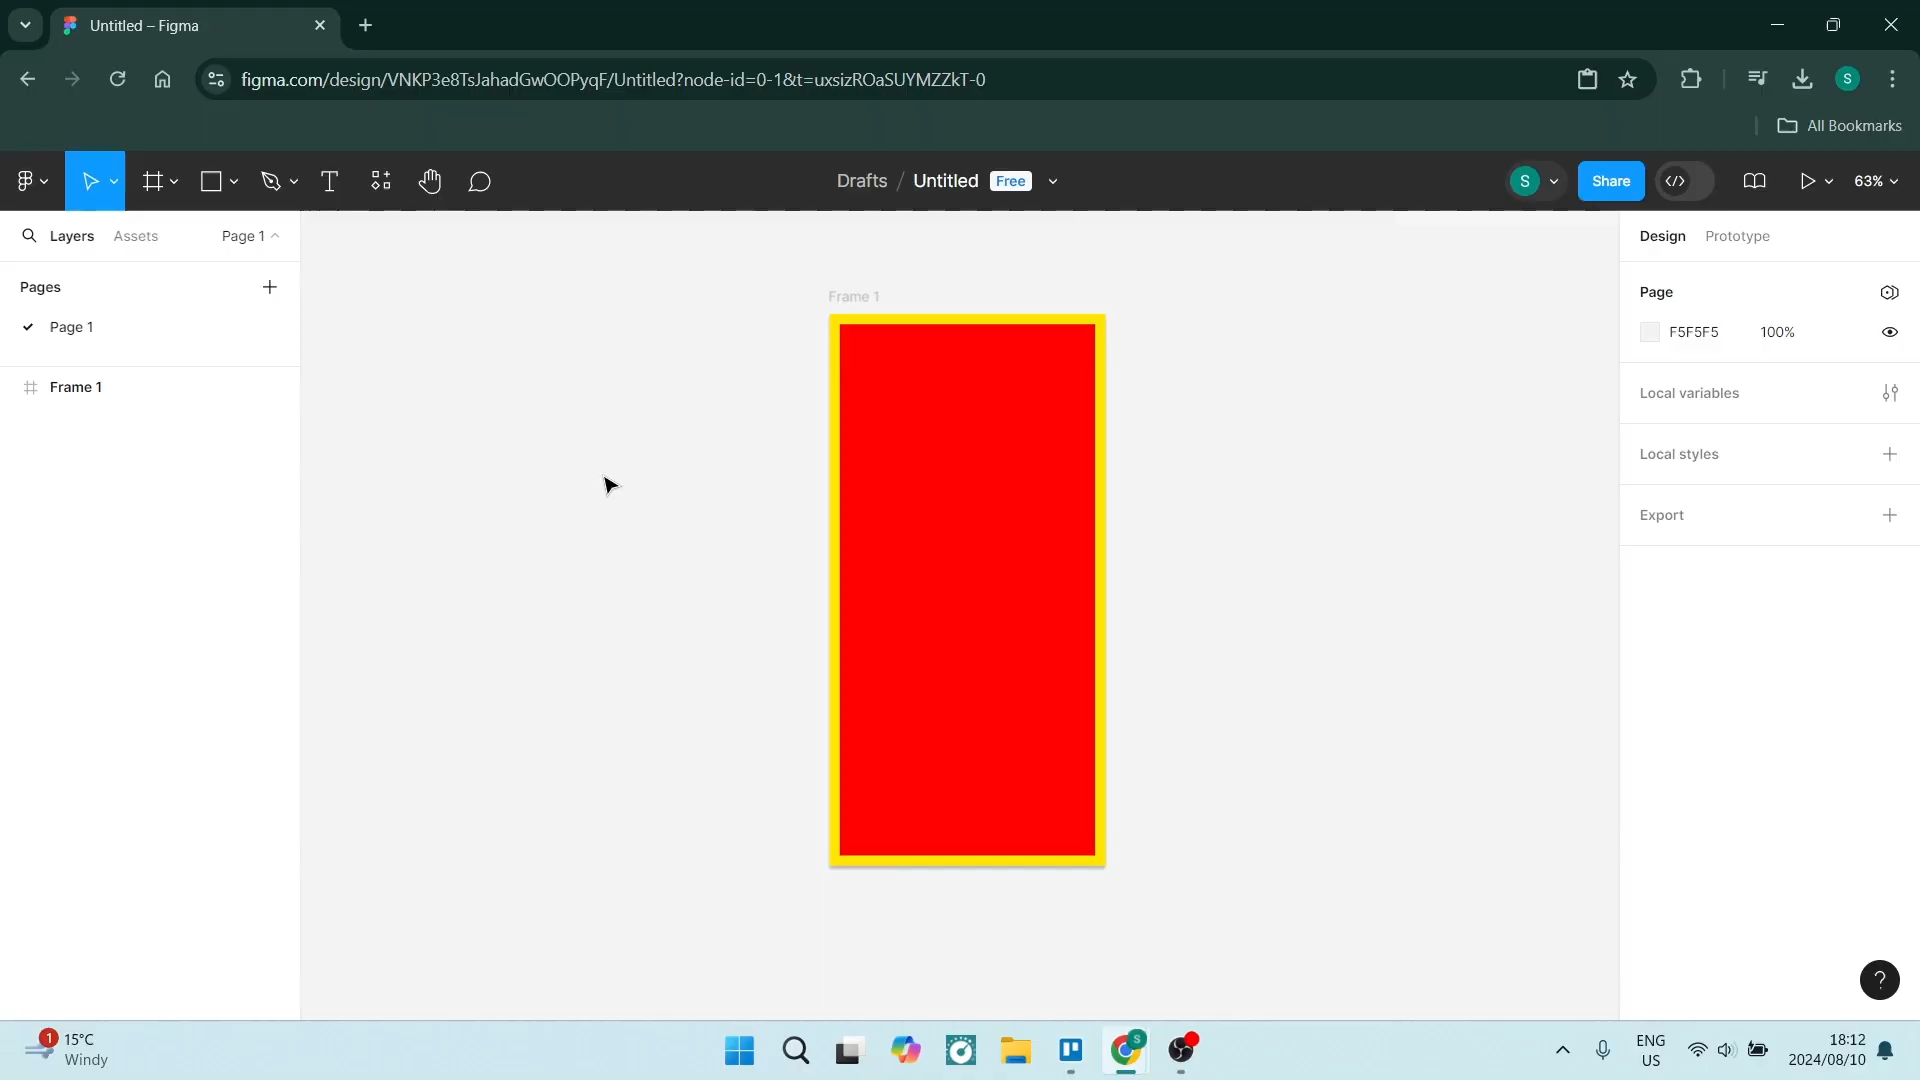 Untitled – Figma
figma.com/design/VNKP3e8TsJahadGwOOPyqF/Untitled?node-id=0-1&t=uxsizROaSUYMZZkT-0
S
All Bookmarks
Drafts / Untitled Free
S
Share
63%
Layers Assets Page 1
Design Prototype
Pages
Page 1
Frame 1
Frame 1
Page
F5F5F5 100%
Local variables
Local styles
Export
?
1
15°C
Windy
S
ENG
US
18:12
2024/08/10